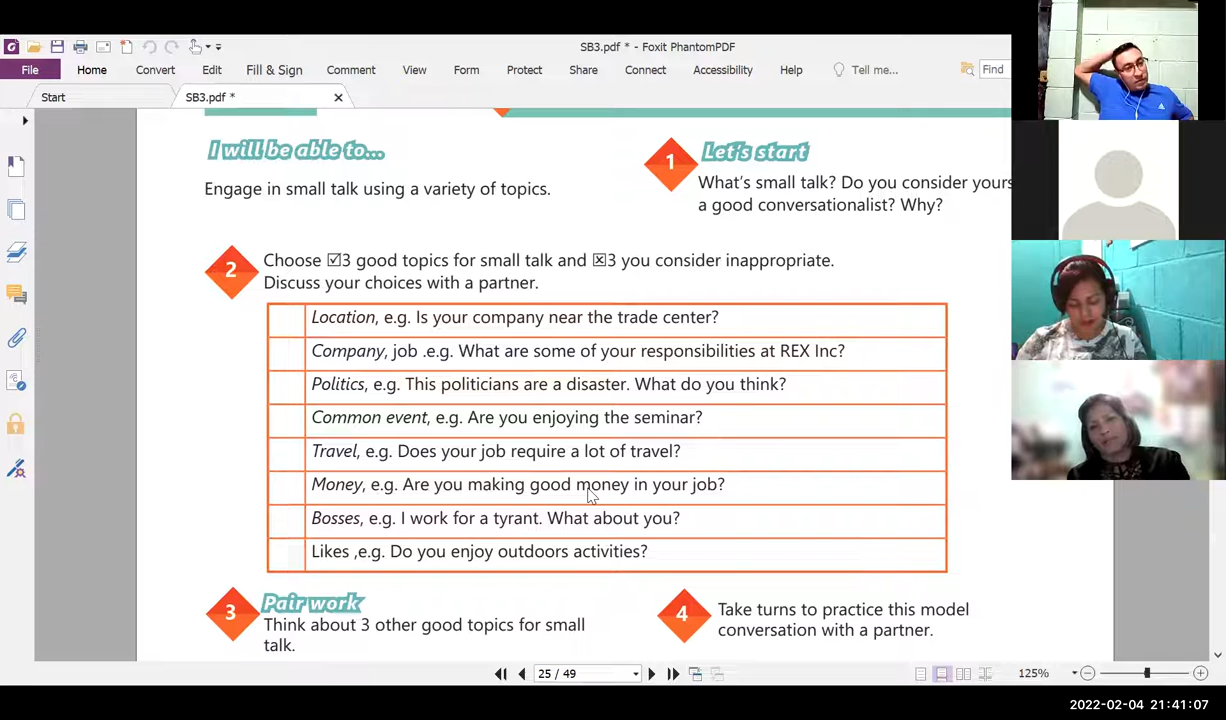 SB3.pdf * - Foxit PhantomPDF
File Home Convert Edit Fill & Sign Comment View Form Protect Share Connect Accessibility Help Tell me... Find
Start SB3.pdf *
I will be able to...
Engage in small talk using a variety of topics.
1 Let's start
What's small talk? Do you consider yours
a good conversationalist? Why?
2 Choose ☑3 good topics for small talk and ☒3 you consider inappropriate.
Discuss your choices with a partner.
Location, e.g. Is your company near the trade center?
Company, job .e.g. What are some of your responsibilities at REX Inc?
Politics, e.g. This politicians are a disaster. What do you think?
Common event, e.g. Are you enjoying the seminar?
Travel, e.g. Does your job require a lot of travel?
Money, e.g. Are you making good money in your job?
Bosses, e.g. I work for a tyrant. What about you?
Likes ,e.g. Do you enjoy outdoors activities?
3 Pair work
Think about 3 other good topics for small
talk.
4 Take turns to practice this model
conversation with a partner.
25 / 49
125%
2022-02-04 21:41:07